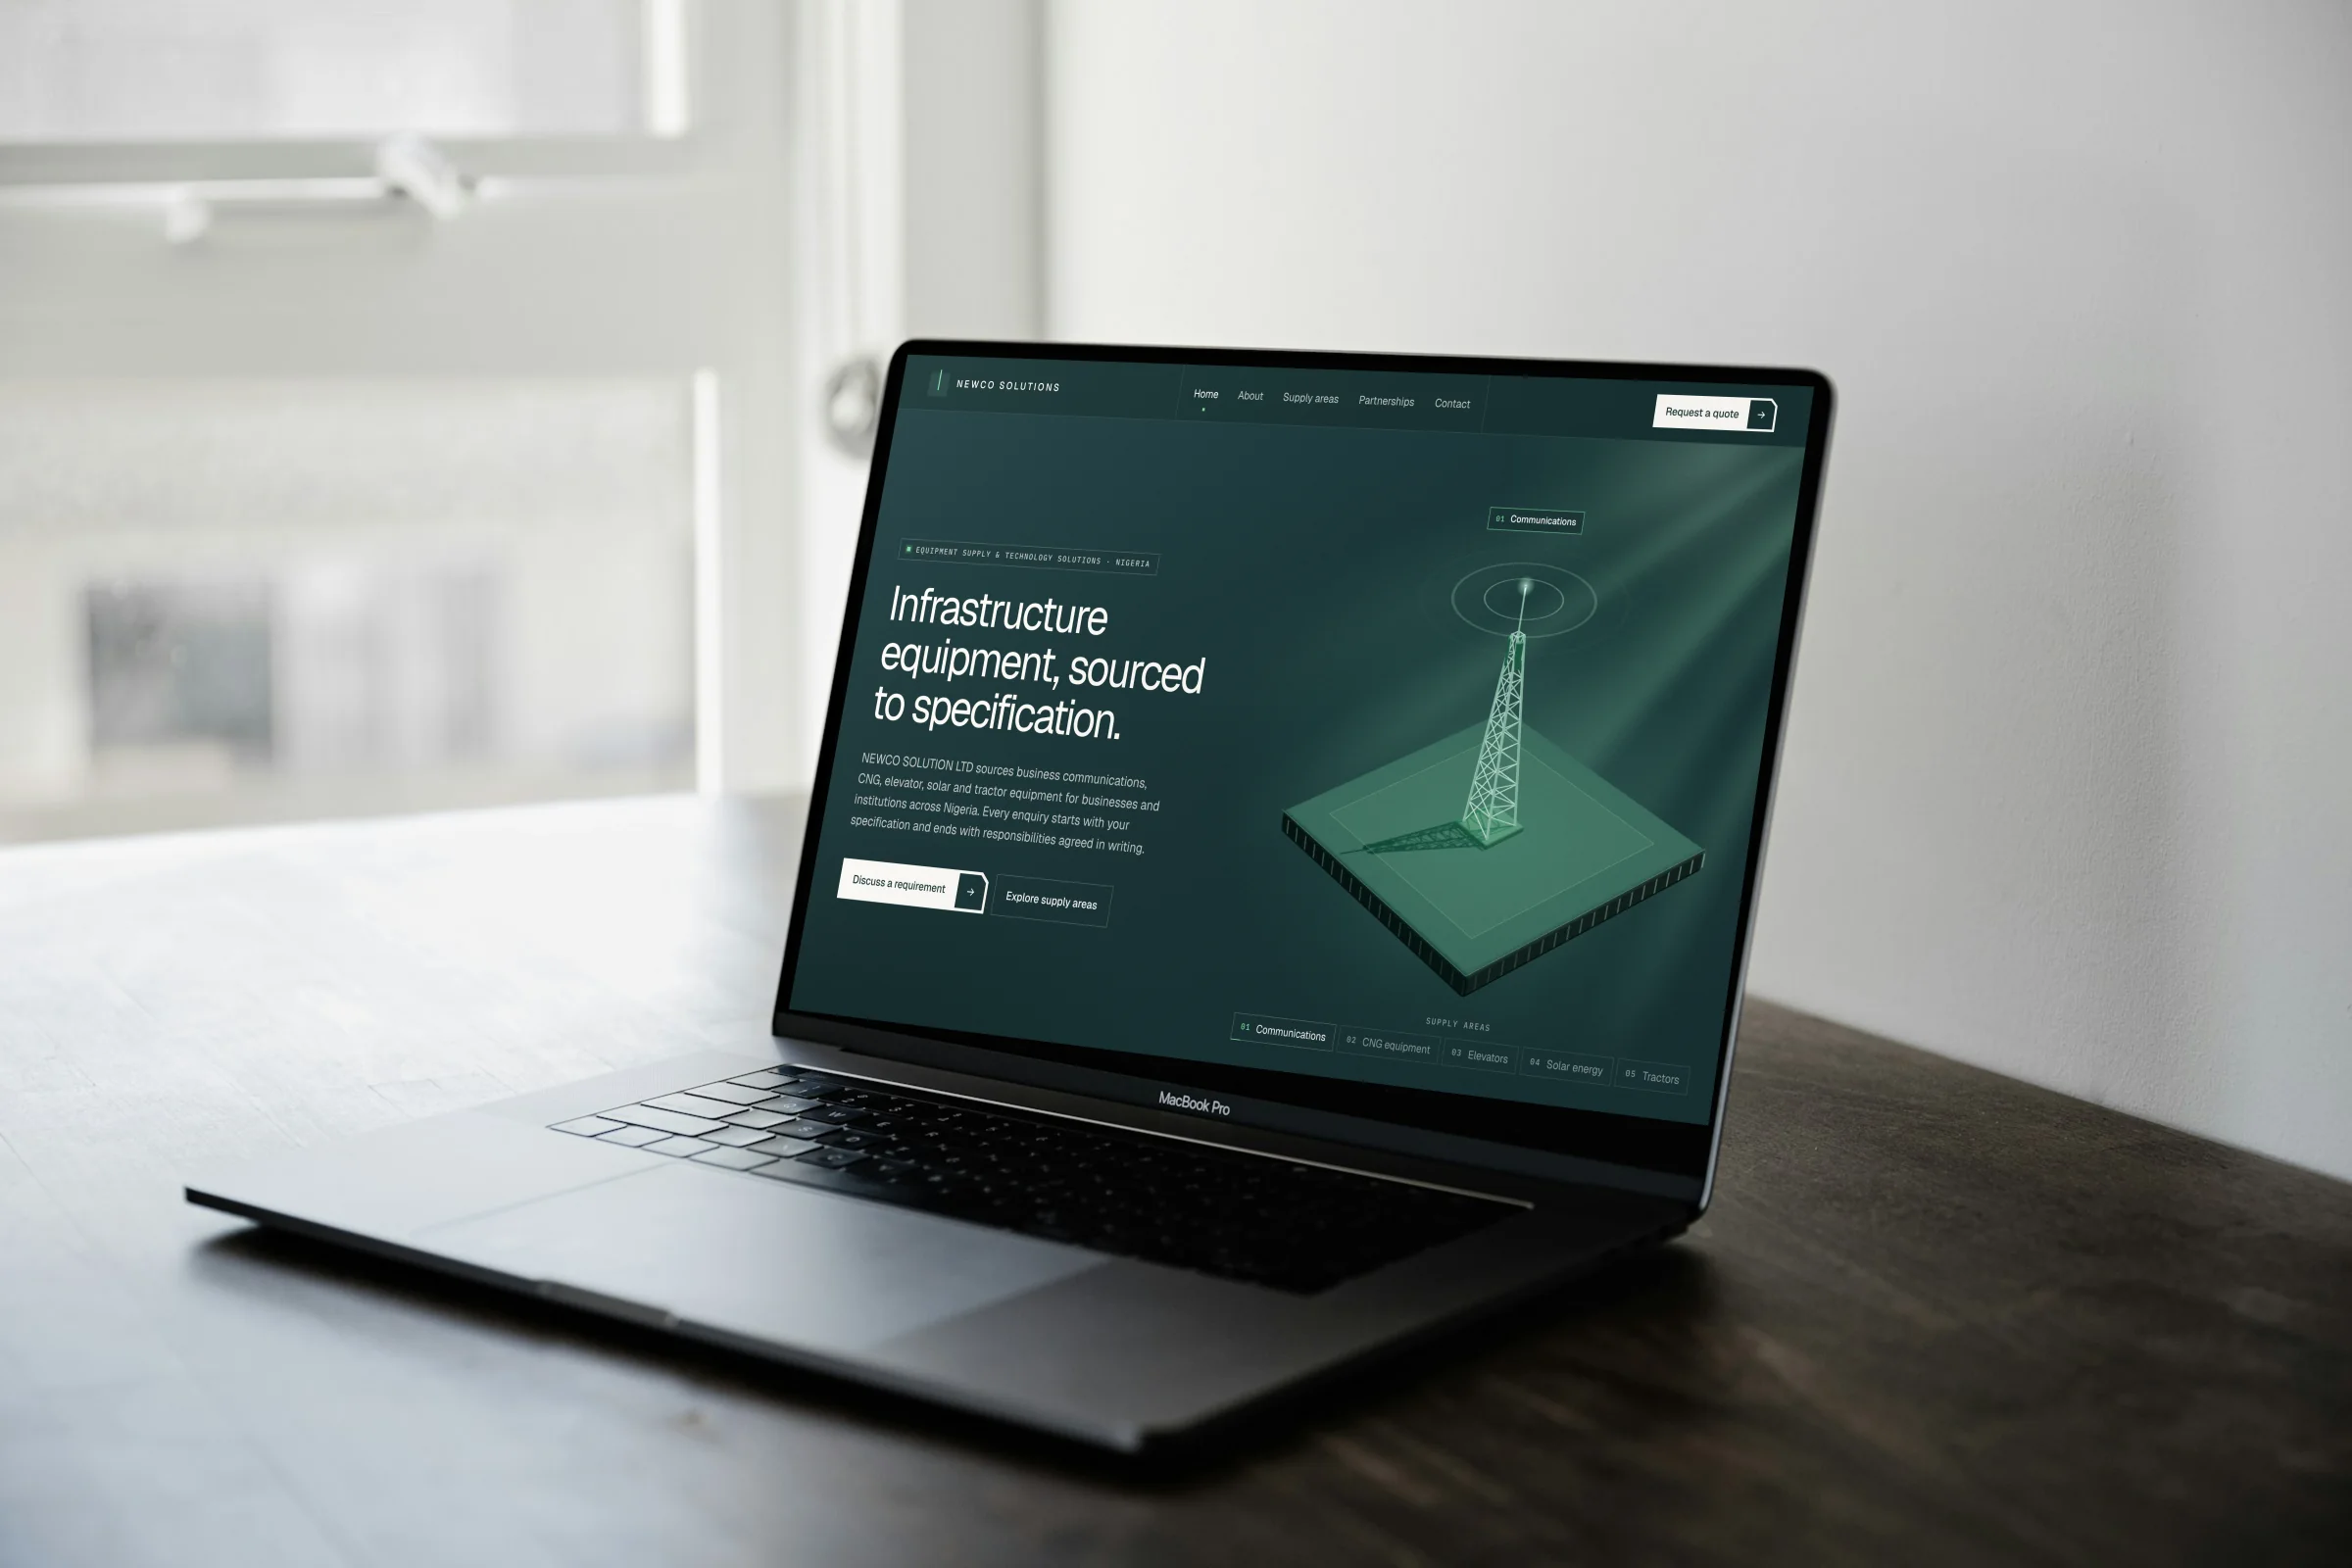 NEWCO SOLUTIONS
Home
About
Supply areas
Partnerships
Contact
Request a quote →
01 Communications
EQUIPMENT SUPPLY & TECHNOLOGY SOLUTIONS - NIGERIA
Infrastructure
equipment, sourced
to specification.
NEWCO SOLUTION LTD sources business communications,
CNG, elevator, solar and tractor equipment for businesses and
institutions across Nigeria. Every enquiry starts with your
specification and ends with responsibilities agreed in writing.
Discuss a requirement →
Explore supply areas
SUPPLY AREAS
01 Communications
02 CNG equipment
03 Elevators
04 Solar energy
05 Tractors
MacBook Pro